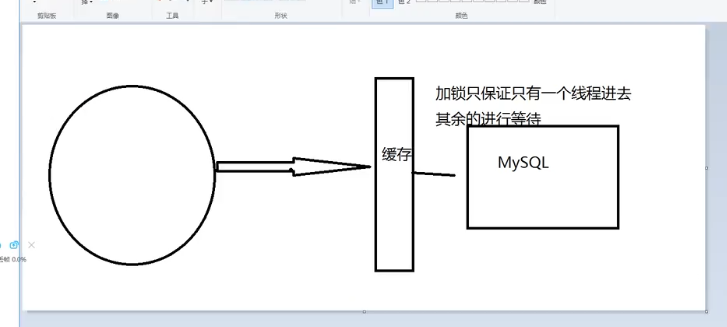 剪贴板
图像
工具
形状
颜色
加锁只保证只有一个线程进去
其余的进行等待
缓存
MySQL